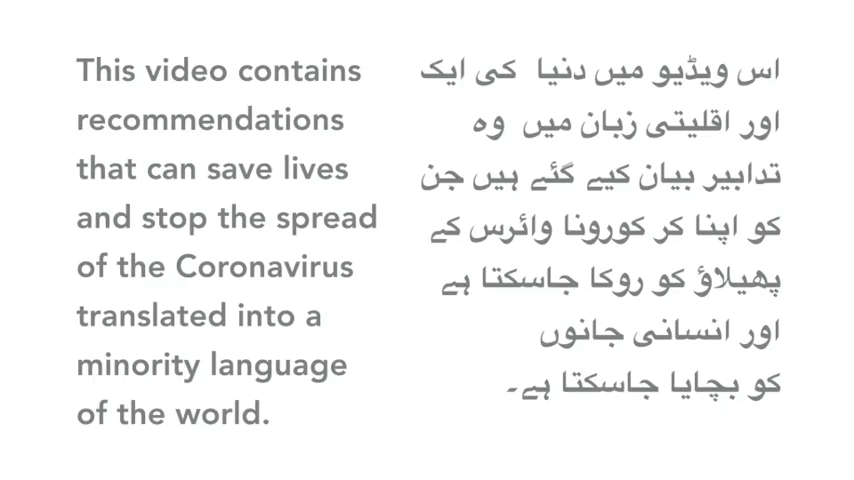 This video contains
recommendations
that can save lives
and stop the spread
of the Coronavirus
translated into a
minority language
of the world.
اس ویڈیو میں دنیا کی ایک
اور اقلیتی زبان میں وہ
تدابیر بیان کیے گئے ہیں جن
کو اپنا کر کورونا وائرس کے
پھیلاؤ کو روکا جاسکتا ہے
اور انسانی جانوں
کو بچایا جاسکتا ہے۔